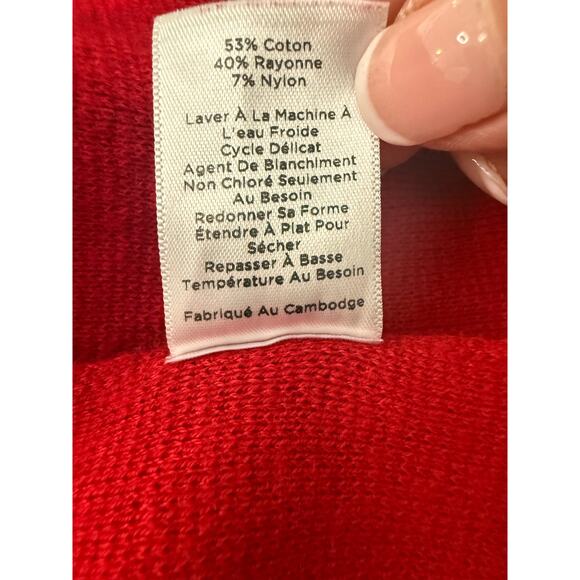 53% Coton
40% Rayonne
7% Nylon
Laver À La Machine À
L'eau Froide
Cycle Délicat
Agent De Blanchiment
Non Chloré Seulement
Au Besoin
Redonner Sa Forme
Étendre À Plat Pour
Sécher
Repasser À Basse
Température Au Besoin
Fabriqué Au Cambodge